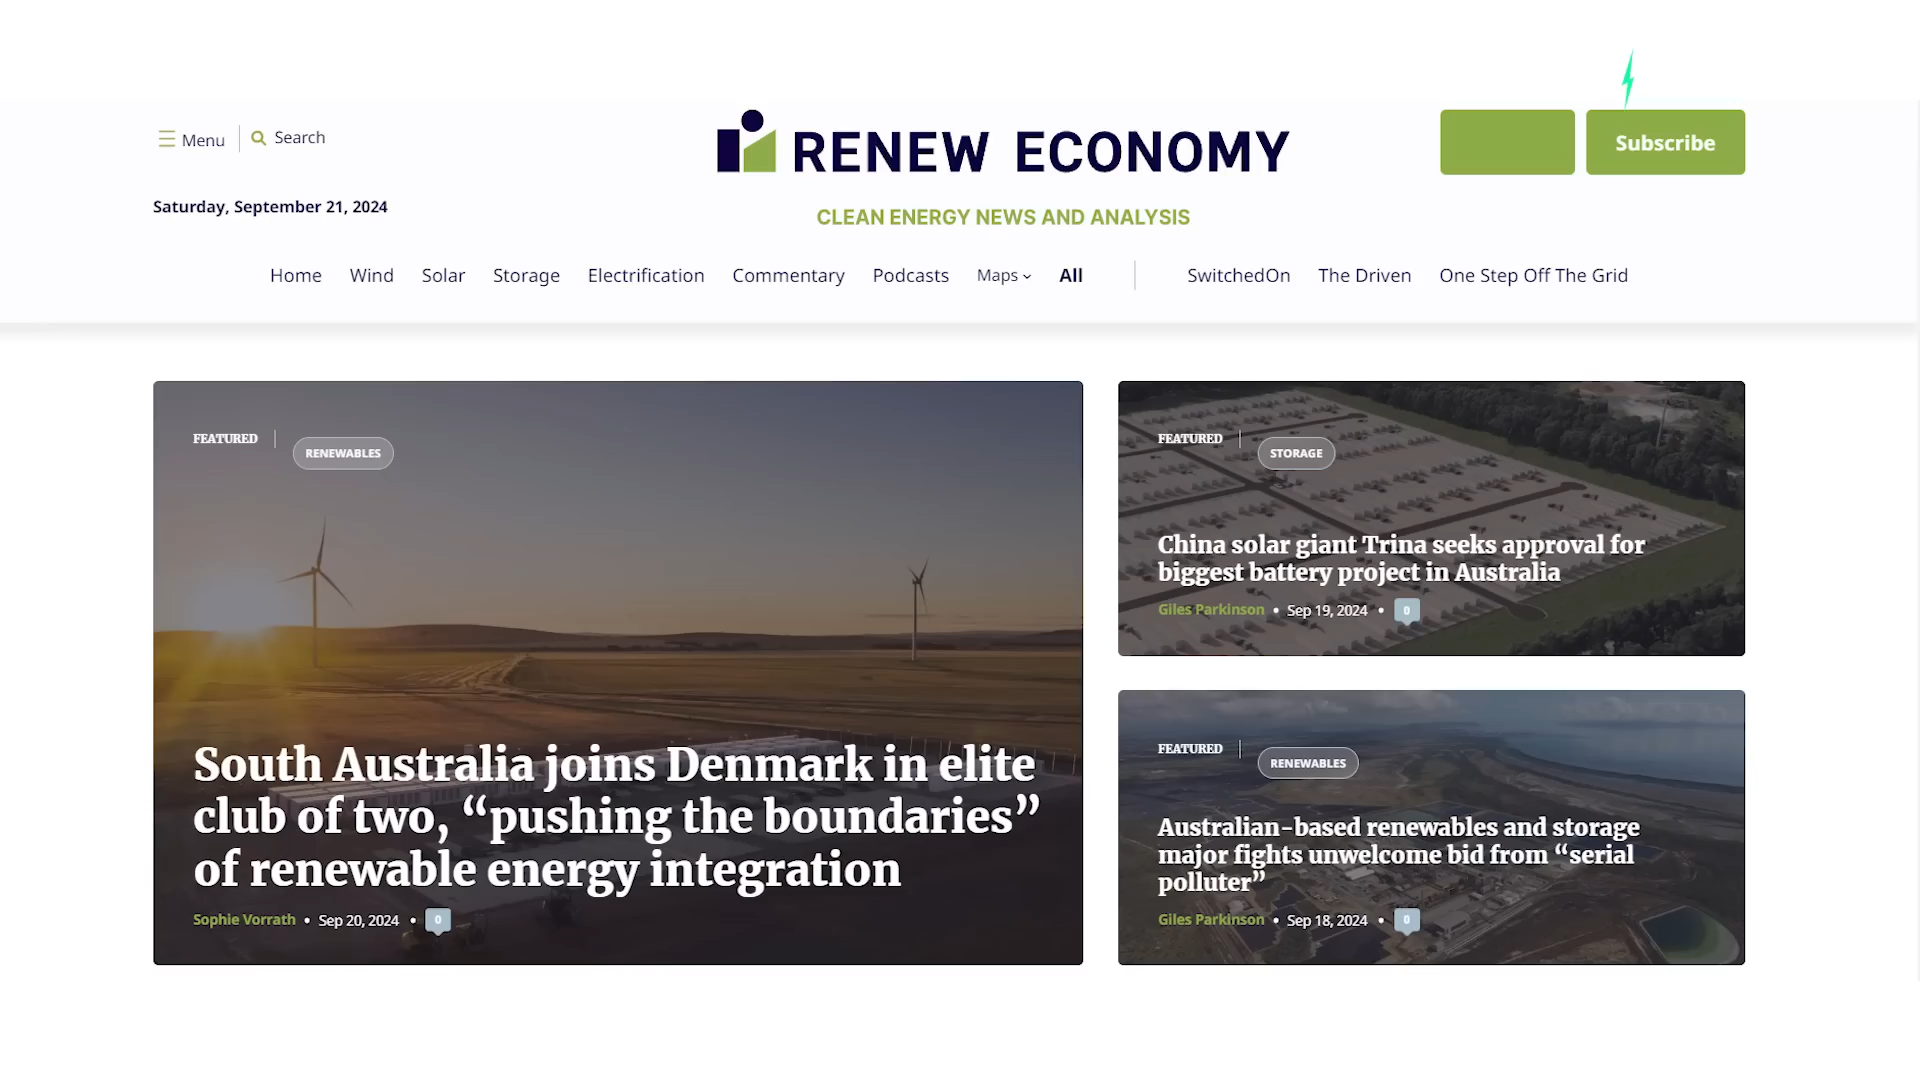 Menu
Search
RENEW ECONOMY
Subscribe
Saturday, September 21, 2024
CLEAN ENERGY NEWS AND ANALYSIS
Home Wind Solar Storage Electrification Commentary Podcasts Maps All SwitchedOn The Driven One Step Off The Grid
FEATURED
RENEWABLES
South Australia joins Denmark in elite
club of two, “pushing the boundaries”
of renewable energy integration
Sophie Vorrath • Sep 20, 2024 • 0
FEATURED
STORAGE
China solar giant Trina seeks approval for
biggest battery project in Australia
Giles Parkinson • Sep 19, 2024 • 0
FEATURED
RENEWABLES
Australian-based renewables and storage
major fights unwelcome bid from “serial
polluter”
Giles Parkinson • Sep 18, 2024 • 0